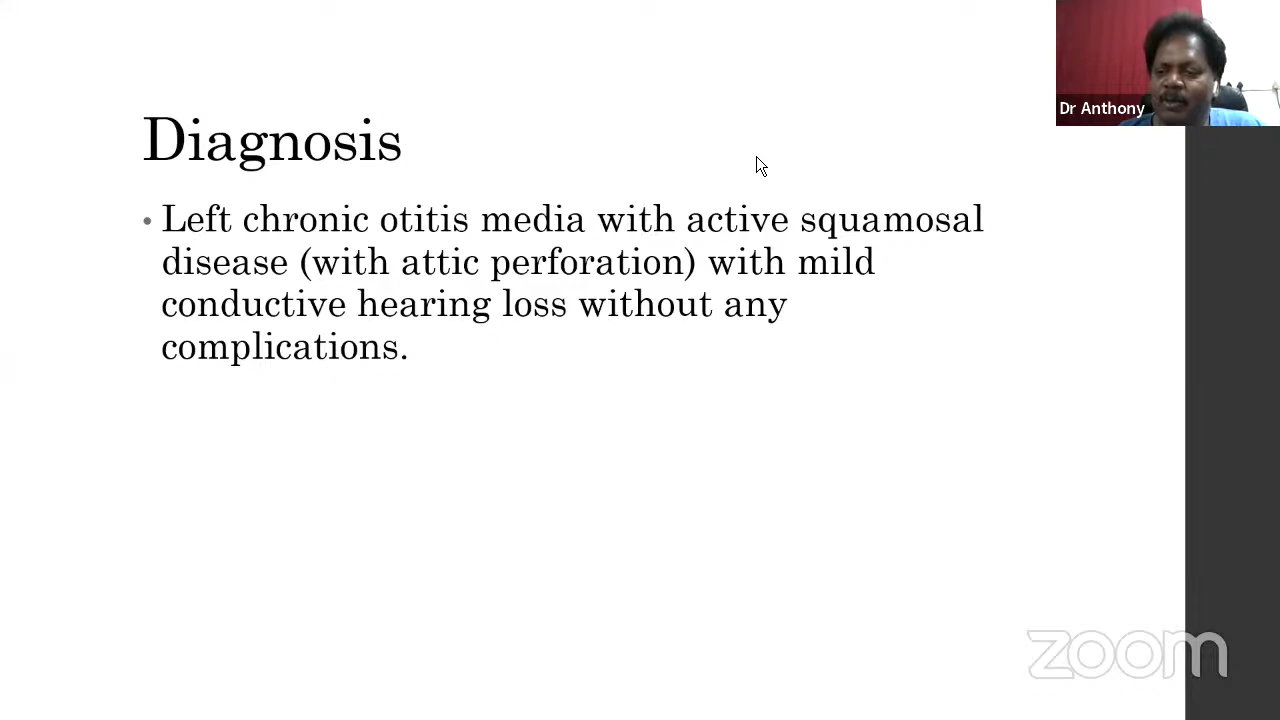 Dr Anthony
Diagnosis
• Left chronic otitis media with active squamosal
disease (with attic perforation) with mild
conductive hearing loss without any
complications.
zoom